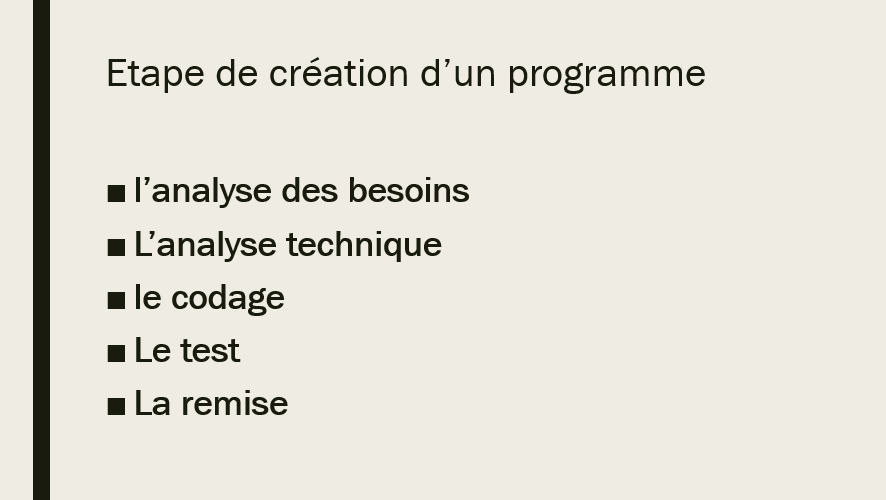 Etape de création d’un programme
■ l’analyse des besoins
■ L’analyse technique
■ le codage
■ Le test
■ La remise